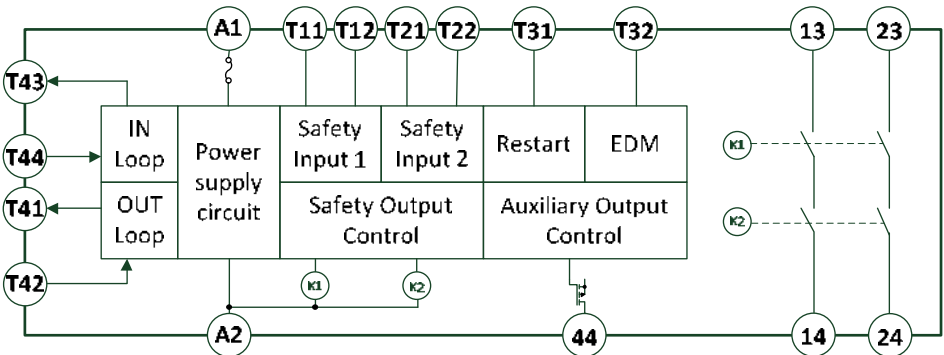 A1
T11
T12
T21
T22
T31
T32
13
23
T43
T44
T41
T42
IN
Loop
OUT
Loop
Power
supply
circuit
Safety
Input 1
Safety
Input 2
Restart
EDM
Safety Output
Control
Auxiliary Output
Control
K1
K2
K1
K2
A2
44
14
24